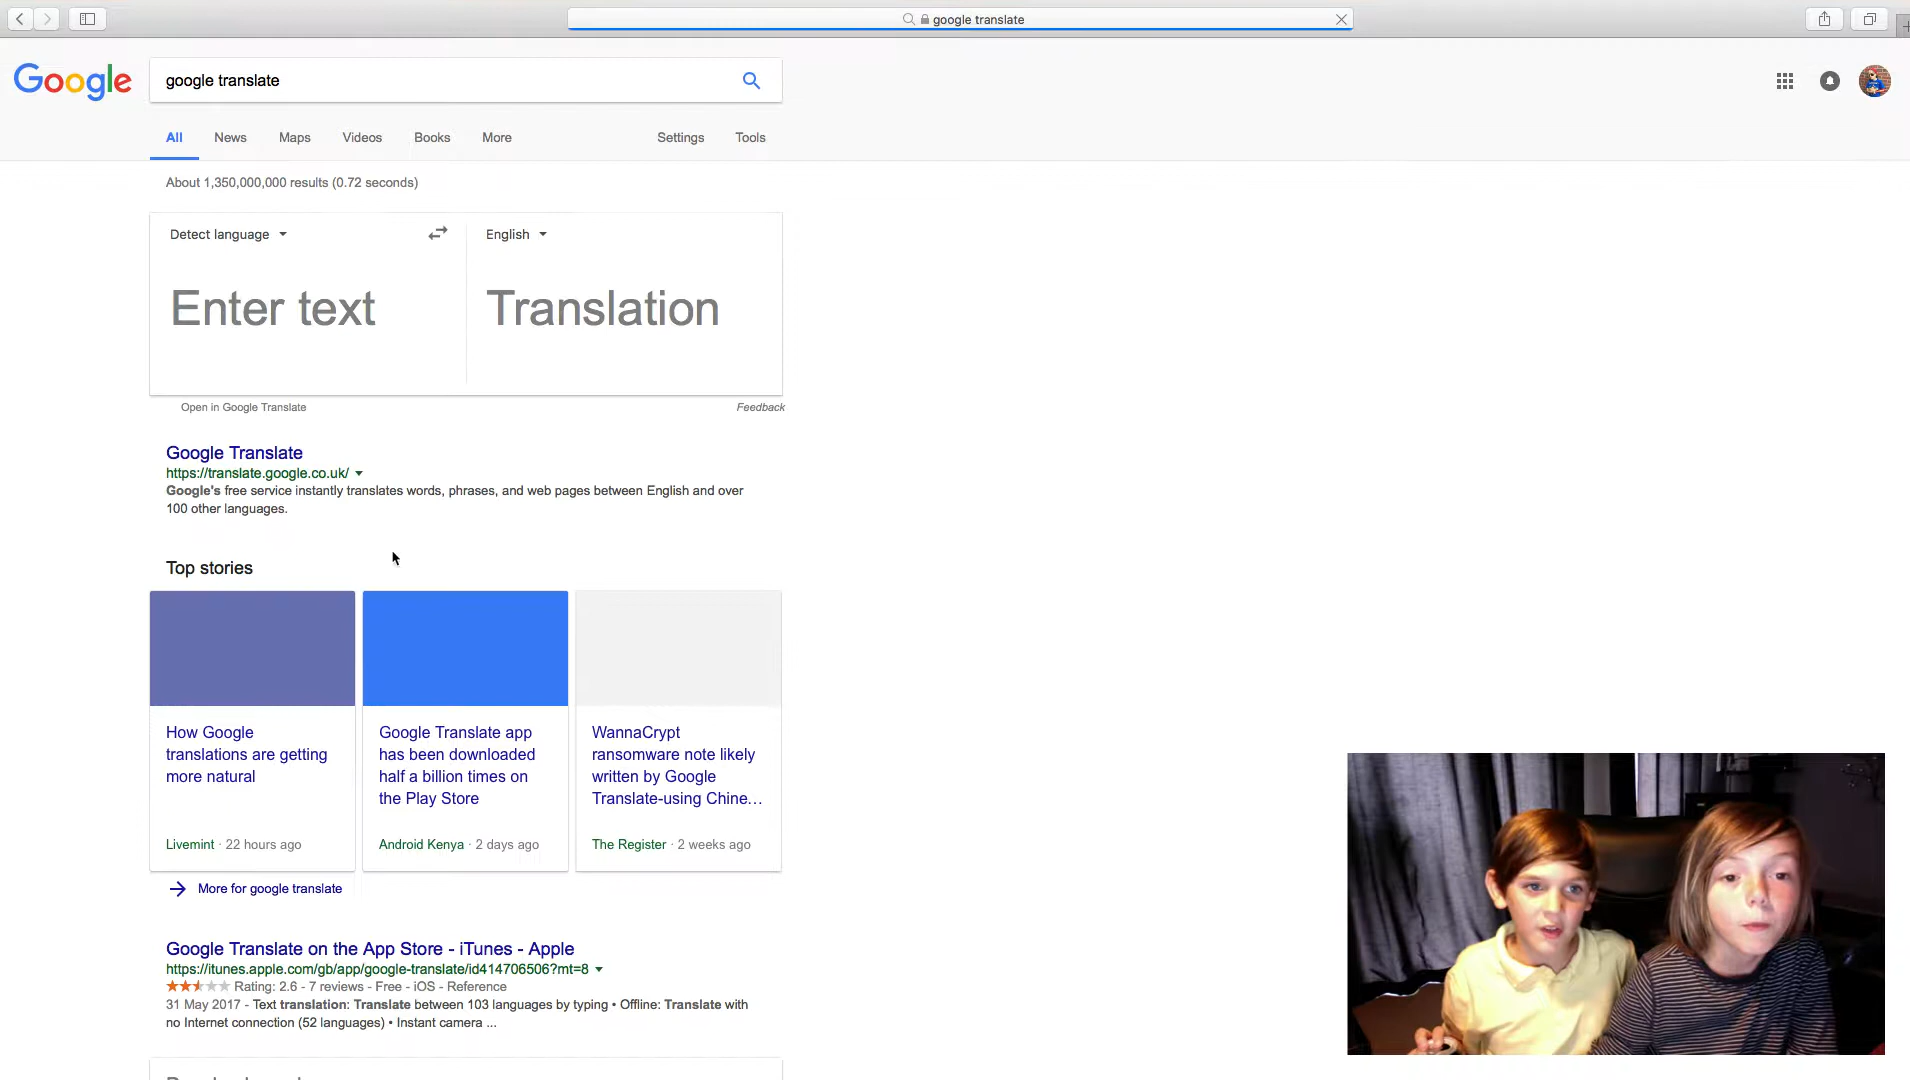 google translate
Google
google translate
All
News
Maps
Videos
Books
More
Settings
Tools
About 1,350,000,000 results (0.72 seconds)
Detect language
English
Enter text
Translation
Open in Google Translate
Feedback
Google Translate
https://translate.google.co.uk/
Google's free service instantly translates words, phrases, and web pages between English and over
100 other languages.
Top stories
How Google
translations are getting
more natural
Livemint · 22 hours ago
Google Translate app
has been downloaded
half a billion times on
the Play Store
Android Kenya · 2 days ago
WannaCrypt
ransomware note likely
written by Google
Translate-using Chine…
The Register · 2 weeks ago
More for google translate
Google Translate on the App Store - iTunes - Apple
https://itunes.apple.com/gb/app/google-translate/id414706506?mt=8
Rating: 2.6 - 7 reviews - Free - iOS - Reference
31 May 2017 - Text translation: Translate between 103 languages by typing • Offline: Translate with
no Internet connection (52 languages) • Instant camera ...